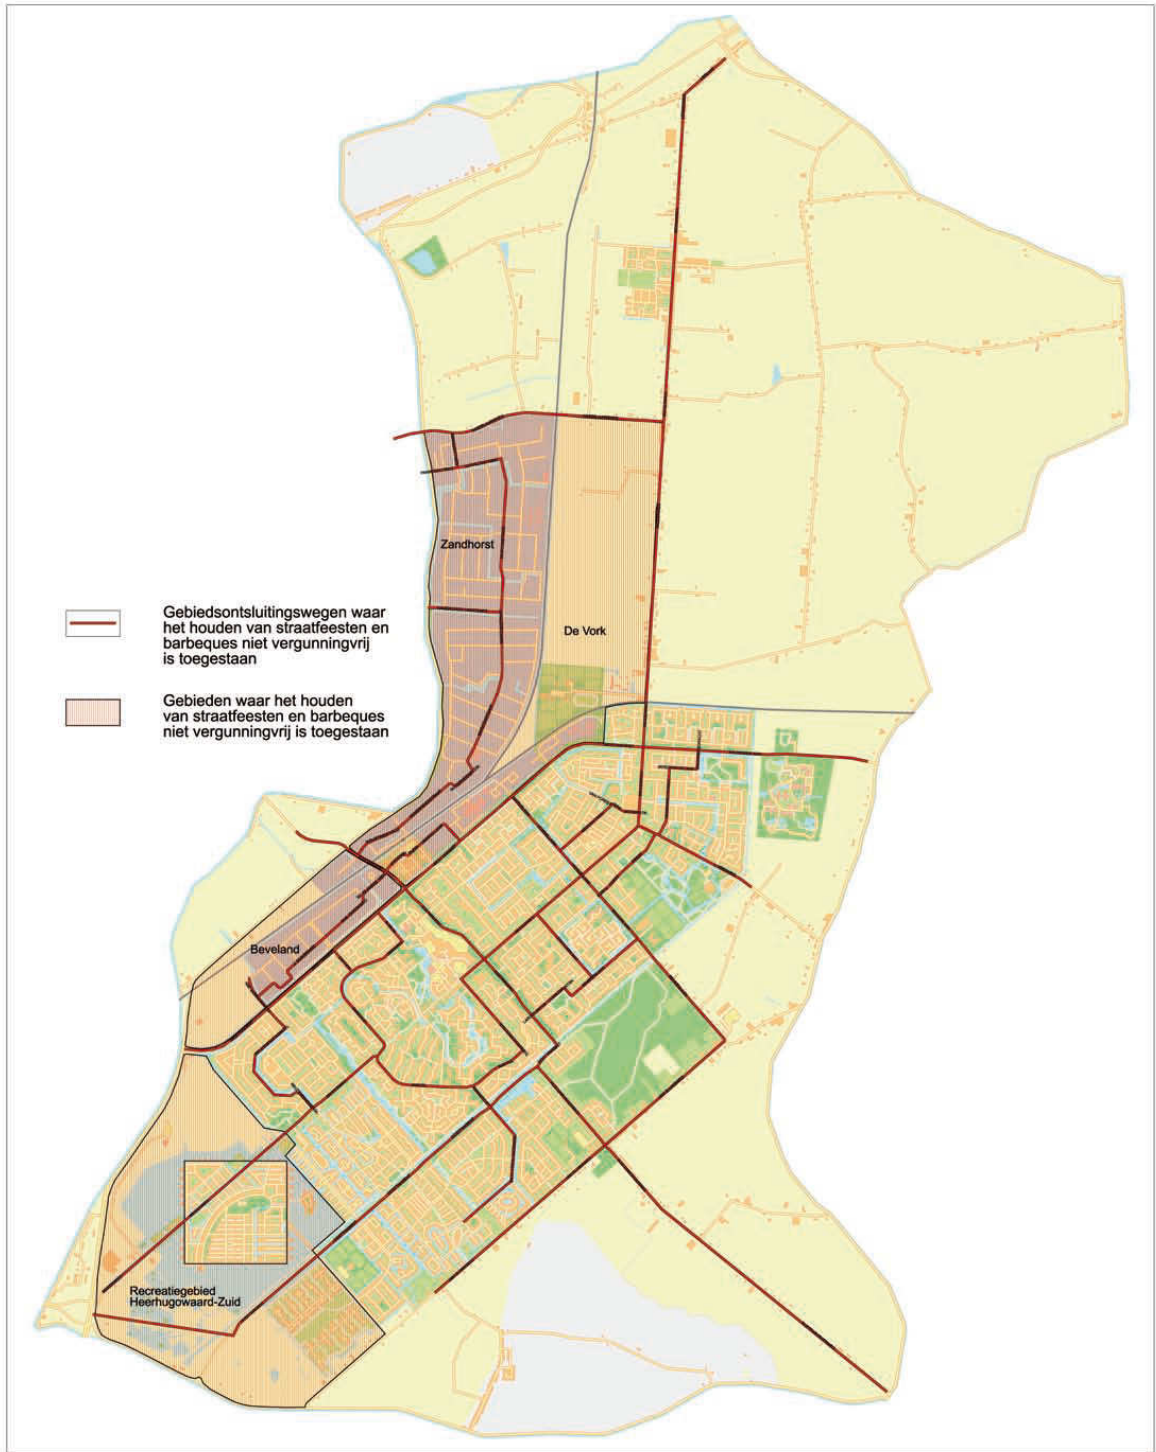 Zandhorst
Gebiedsontsluitingswegen waar
het houden van straatfeesten en
barbeques niet vergunningvrij
is toegestaan
De Vork
Gebieden waar het houden
van straatfeesten en barbeques
niet vergunningvrij is toegestaan
Beveland
Recreatiegebied
Heerhugowaard-Zuid